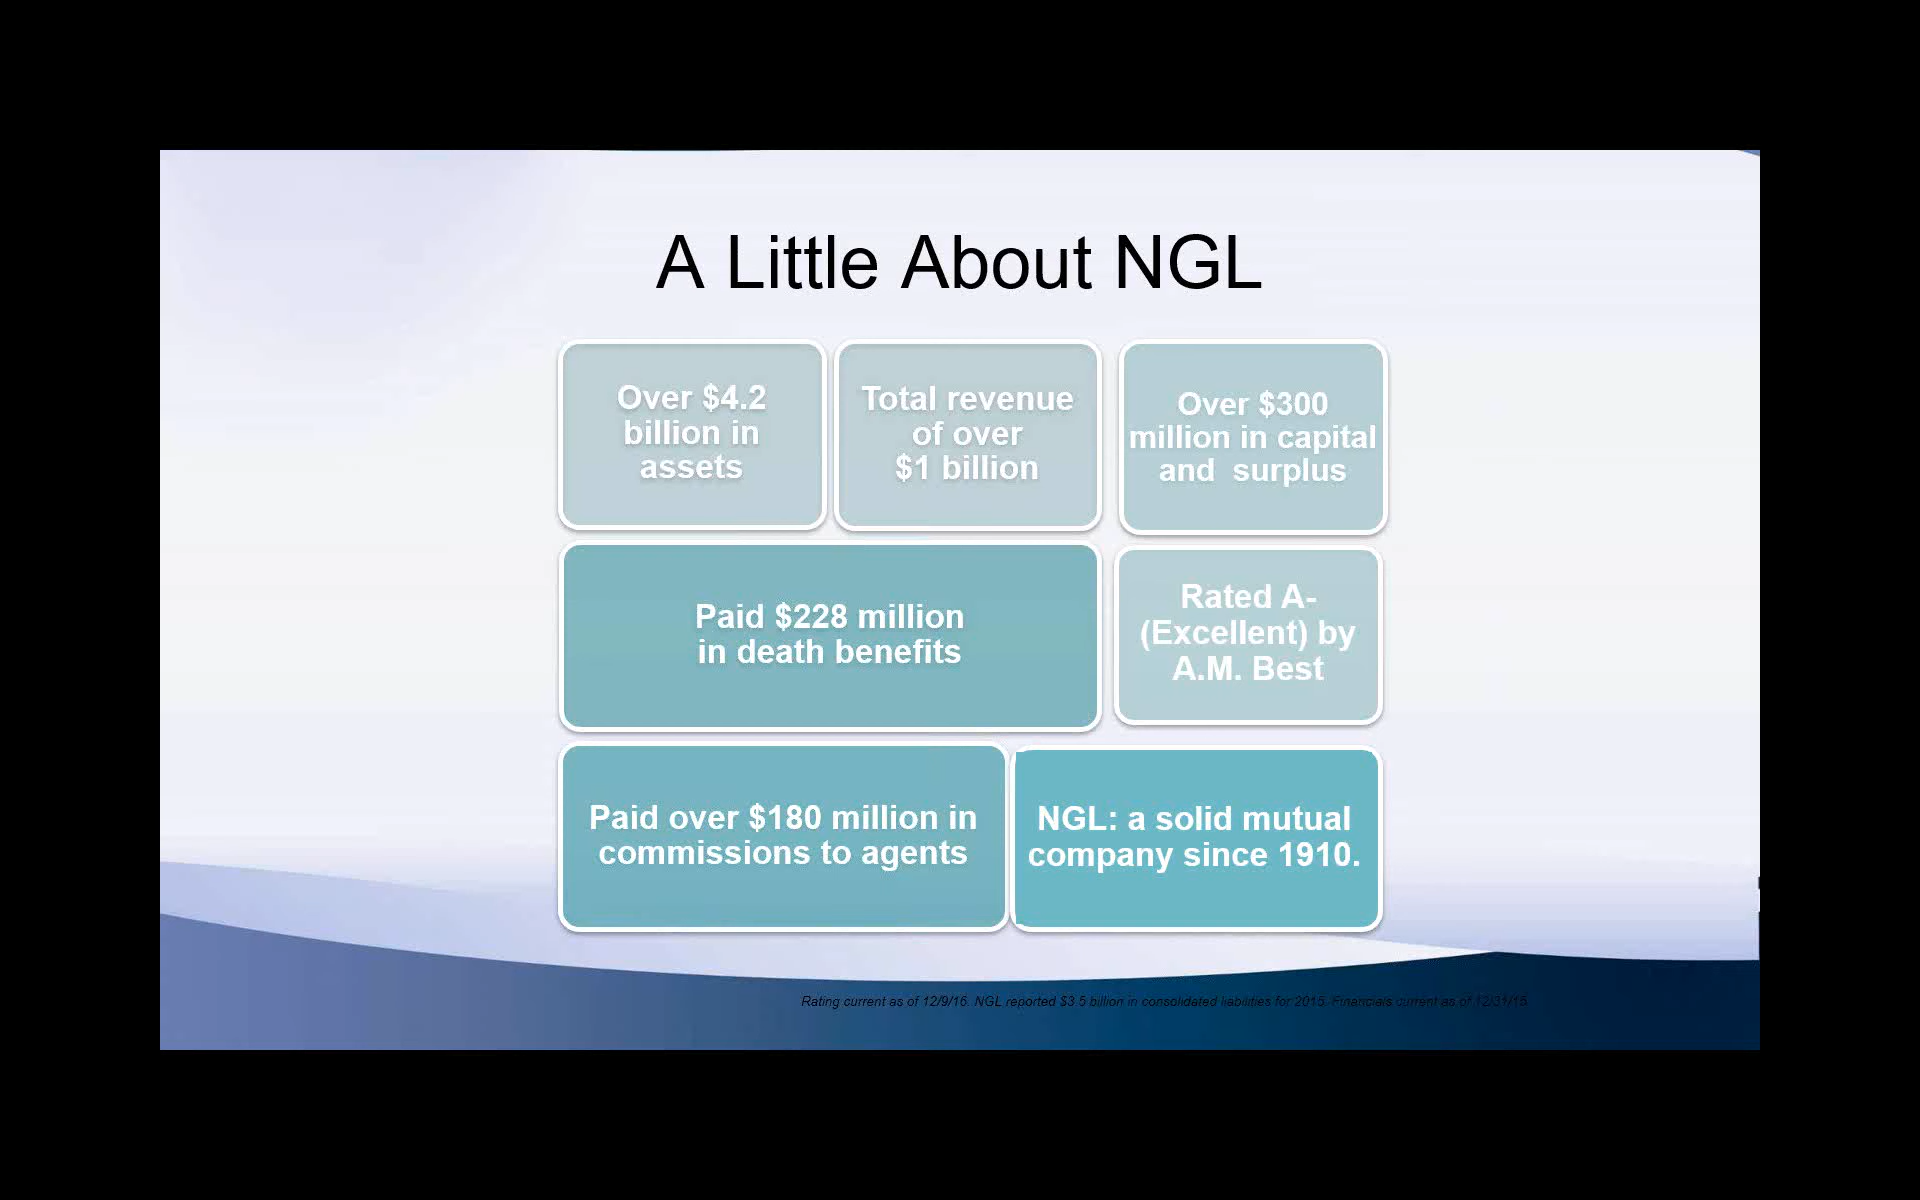 A Little About NGL
Over $4.2
billion in
assets
Total revenue
of over
$1 billion
Over $300
million in capital
and  surplus
Paid $228 million
in death benefits
Rated A-
(Excellent) by
A.M. Best
Paid over $180 million in
commissions to agents
NGL: a solid mutual
company since 1910.
Rating current as of 12/9/16. NGL reported $3.5 billion in consolidated liabilities for 2015. Financials current as of 12/31/15.